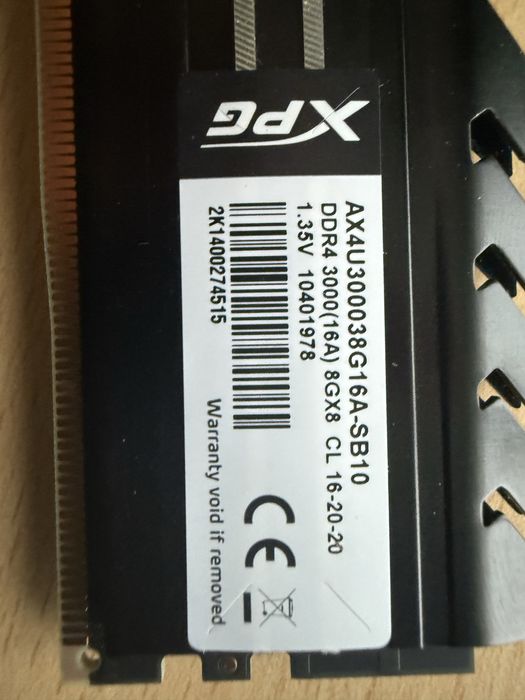 XPG
AX4U300038G16A-SB10
DDR4 3000(16A) 8GX8 CL 16-20-20
1.35V 10401978
2K1400274515
Warranty void if removed
CE